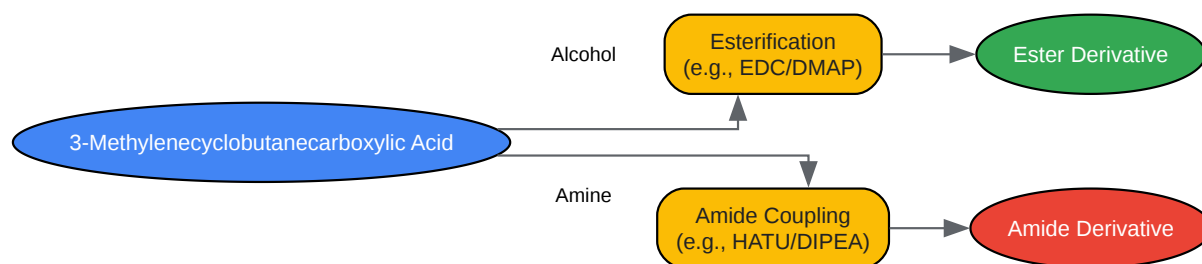 3-Methylenecyclobutanecarboxylic Acid
Alcohol
Esterification
(e.g., EDC/DMAP)
Ester Derivative
Amine
Amide Coupling
(e.g., HATU/DIPEA)
Amide Derivative